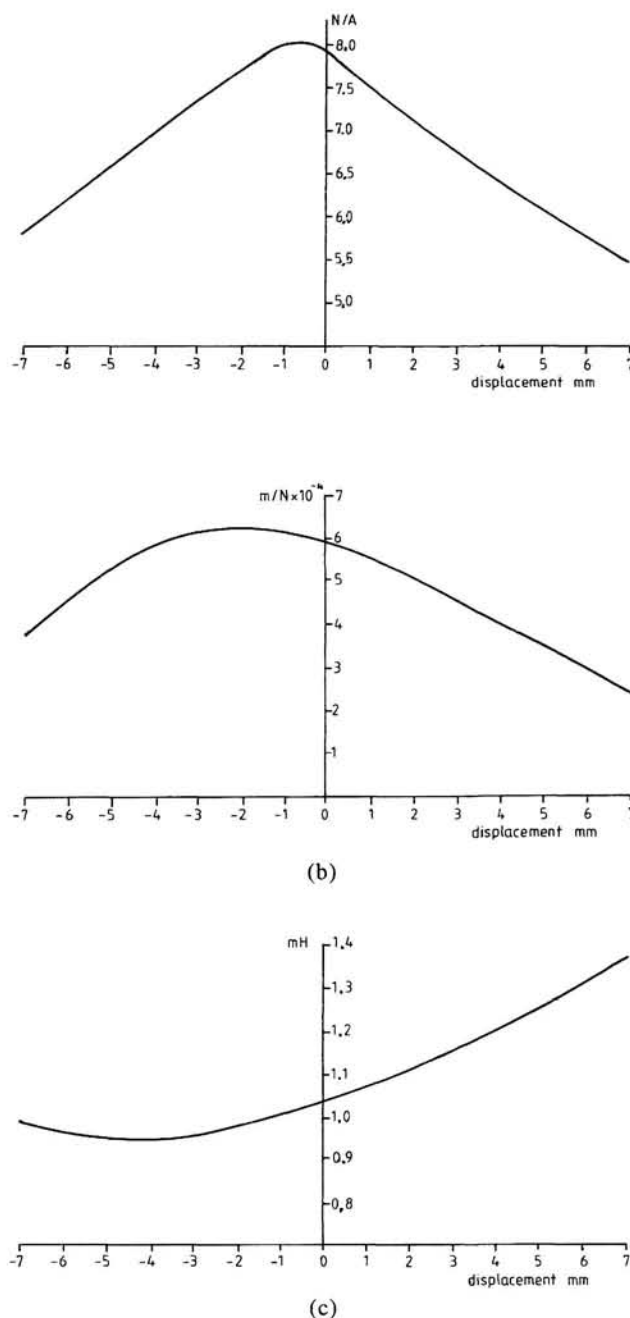 N/A
8.0
7.5
7.0
6.5
6.0
5.5
5.0
-7 -6 -5 -4 -3 -2 -1 0 1 2 3 4 5 6 7
displacement mm
m/N×10⁻⁴
7
6
5
4
3
2
1
-7 -6 -5 -4 -3 -2 -1 0 1 2 3 4 5 6 7
displacement mm
(b)
mH
1.4
1.3
1.2
1.1
1.0
0.9
0.8
-7 -6 -5 -4 -3 -2 -1 0 1 2 3 4 5 6 7
displacement mm
(c)